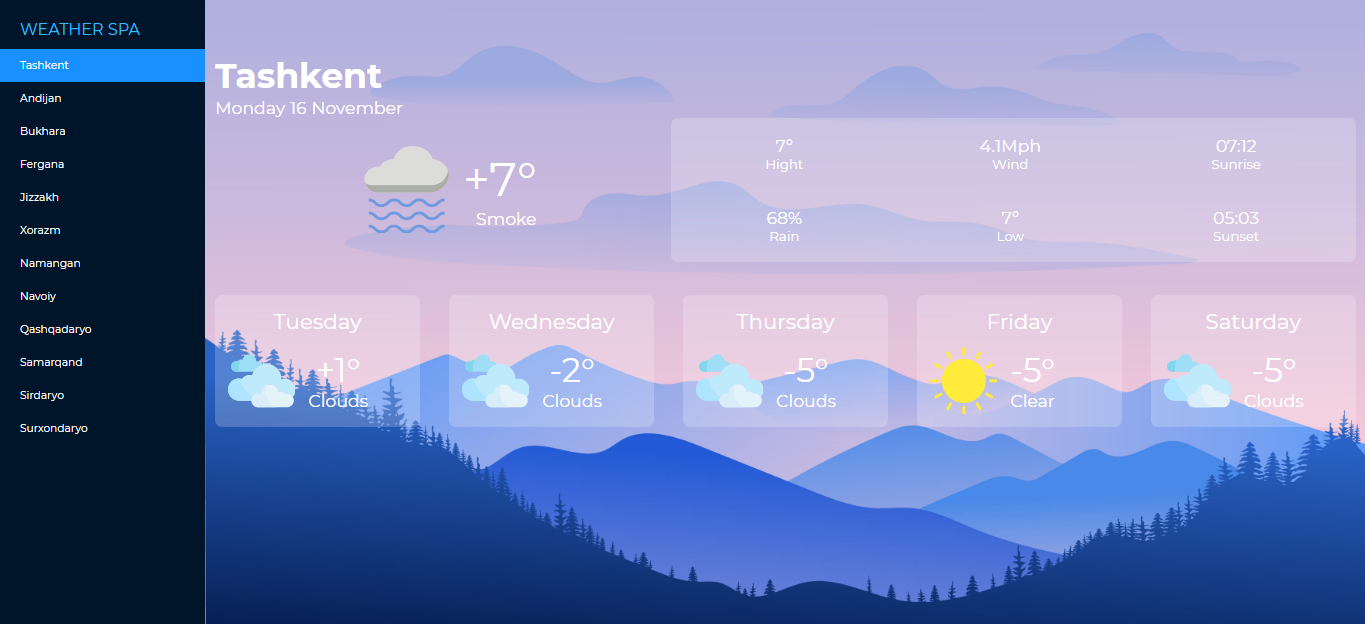 WEATHER SPA
Tashkent
Andijan
Bukhara
Fergana
Jizzakh
Xorazm
Namangan
Navoiy
Qashqadaryo
Samarqand
Sirdaryo
Surxondaryo
Tashkent
Monday 16 November
+7°
Smoke
7° 4.1Mph 07:12
Hight Wind Sunrise
68% 7° 05:03
Rain Low Sunset
Tuesday
+1°
Clouds
Wednesday
-2°
Clouds
Thursday
-5°
Clouds
Friday
-5°
Clear
Saturday
-5°
Clouds